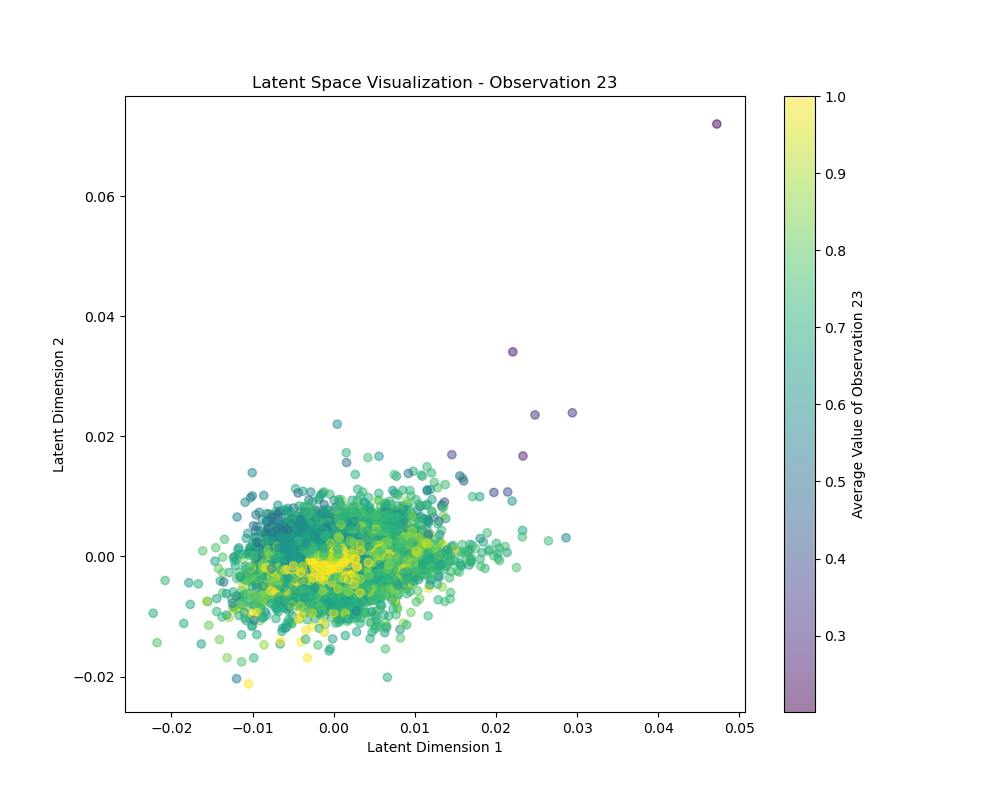 Latent Space Visualization - Observation 23
1.0
0.9
0.8
0.7
0.6
0.5
0.4
0.3
Average Value of Observation 23
0.06
0.04
0.02
0.00
−0.02
Latent Dimension 2
−0.02 −0.01 0.00 0.01 0.02 0.03 0.04 0.05
Latent Dimension 1